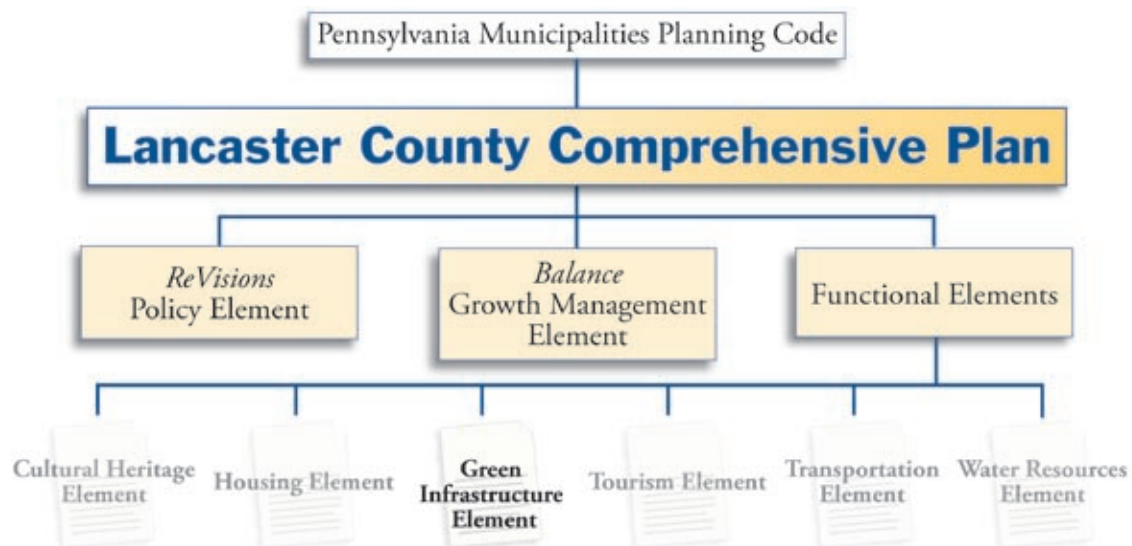 Pennsylvania Municipalities Planning Code
Lancaster County Comprehensive Plan
ReVisions
Policy Element
Balance
Growth Management
Element
Functional Elements
Cultural Heritage
Element
Housing Element
Green
Infrastructure
Element
Tourism Element
Transportation
Element
Water Resources
Element